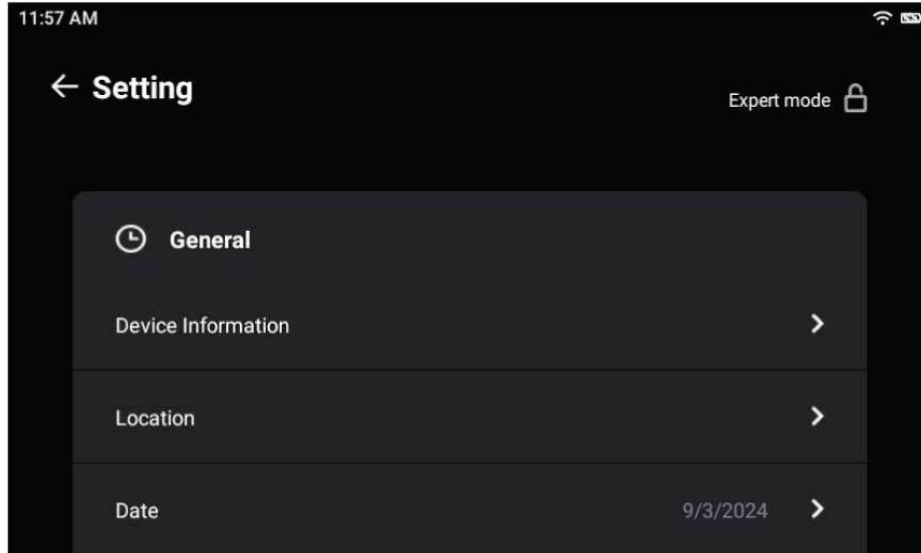 11:57 AM
Setting
Expert mode
General
Device Information
Location
Date 9/3/2024